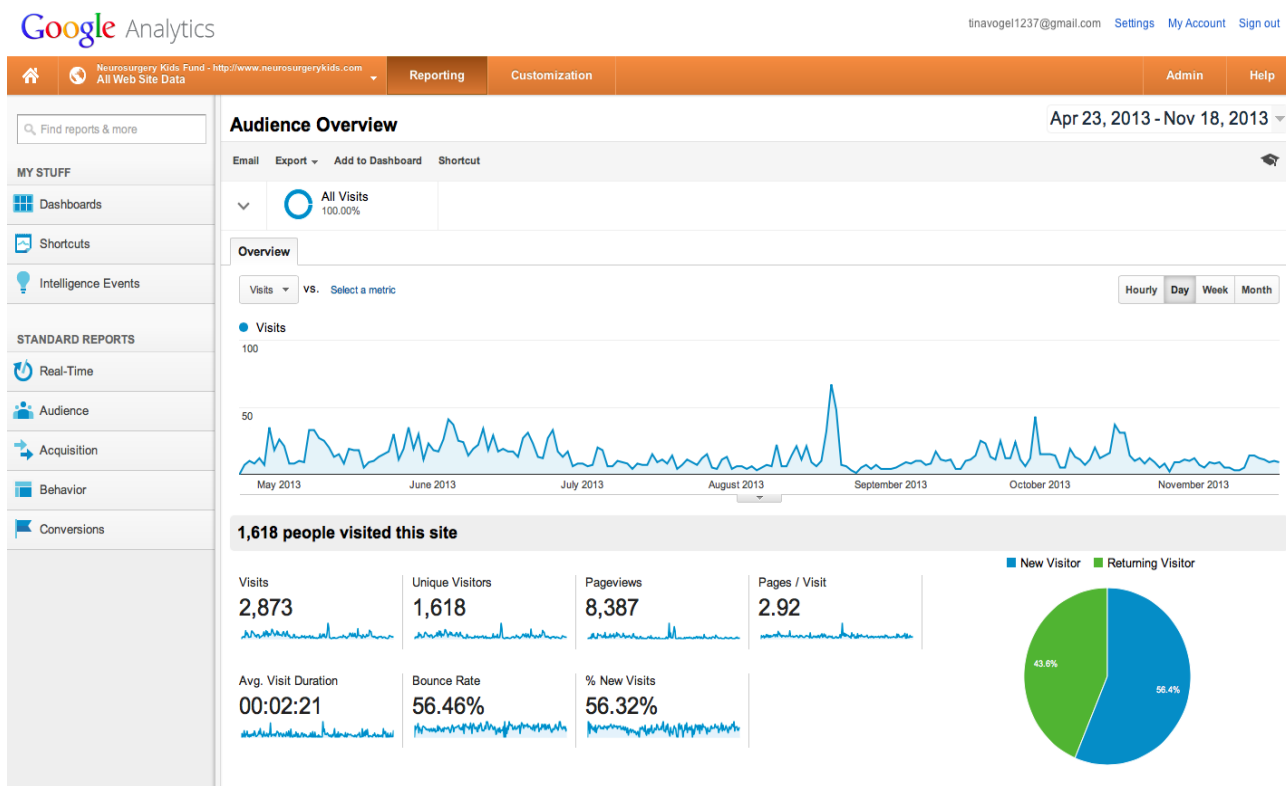 Google Analytics
tinavogel1237@gmail.com Settings My Account Sign out
Neurosurgery Kids Fund - http://www.neurosurgerykids.com
All Web Site Data
Reporting Customization Admin Help
Find reports & more
MY STUFF
Dashboards
Shortcuts
Intelligence Events
STANDARD REPORTS
Real-Time
Audience
Acquisition
Behavior
Conversions
Audience Overview
Apr 23, 2013 - Nov 18, 2013
Email Export Add to Dashboard Shortcut
All Visits
100.00%
Overview
Visits VS. Select a metric
Hourly Day Week Month
Visits
100
50
May 2013 June 2013 July 2013 August 2013 September 2013 October 2013 November 2013
1,618 people visited this site
Visits
2,873
Unique Visitors
1,618
Pageviews
8,387
Pages / Visit
2.92
Avg. Visit Duration
00:02:21
Bounce Rate
56.46%
% New Visits
56.32%
New Visitor Returning Visitor
43.6%
56.4%